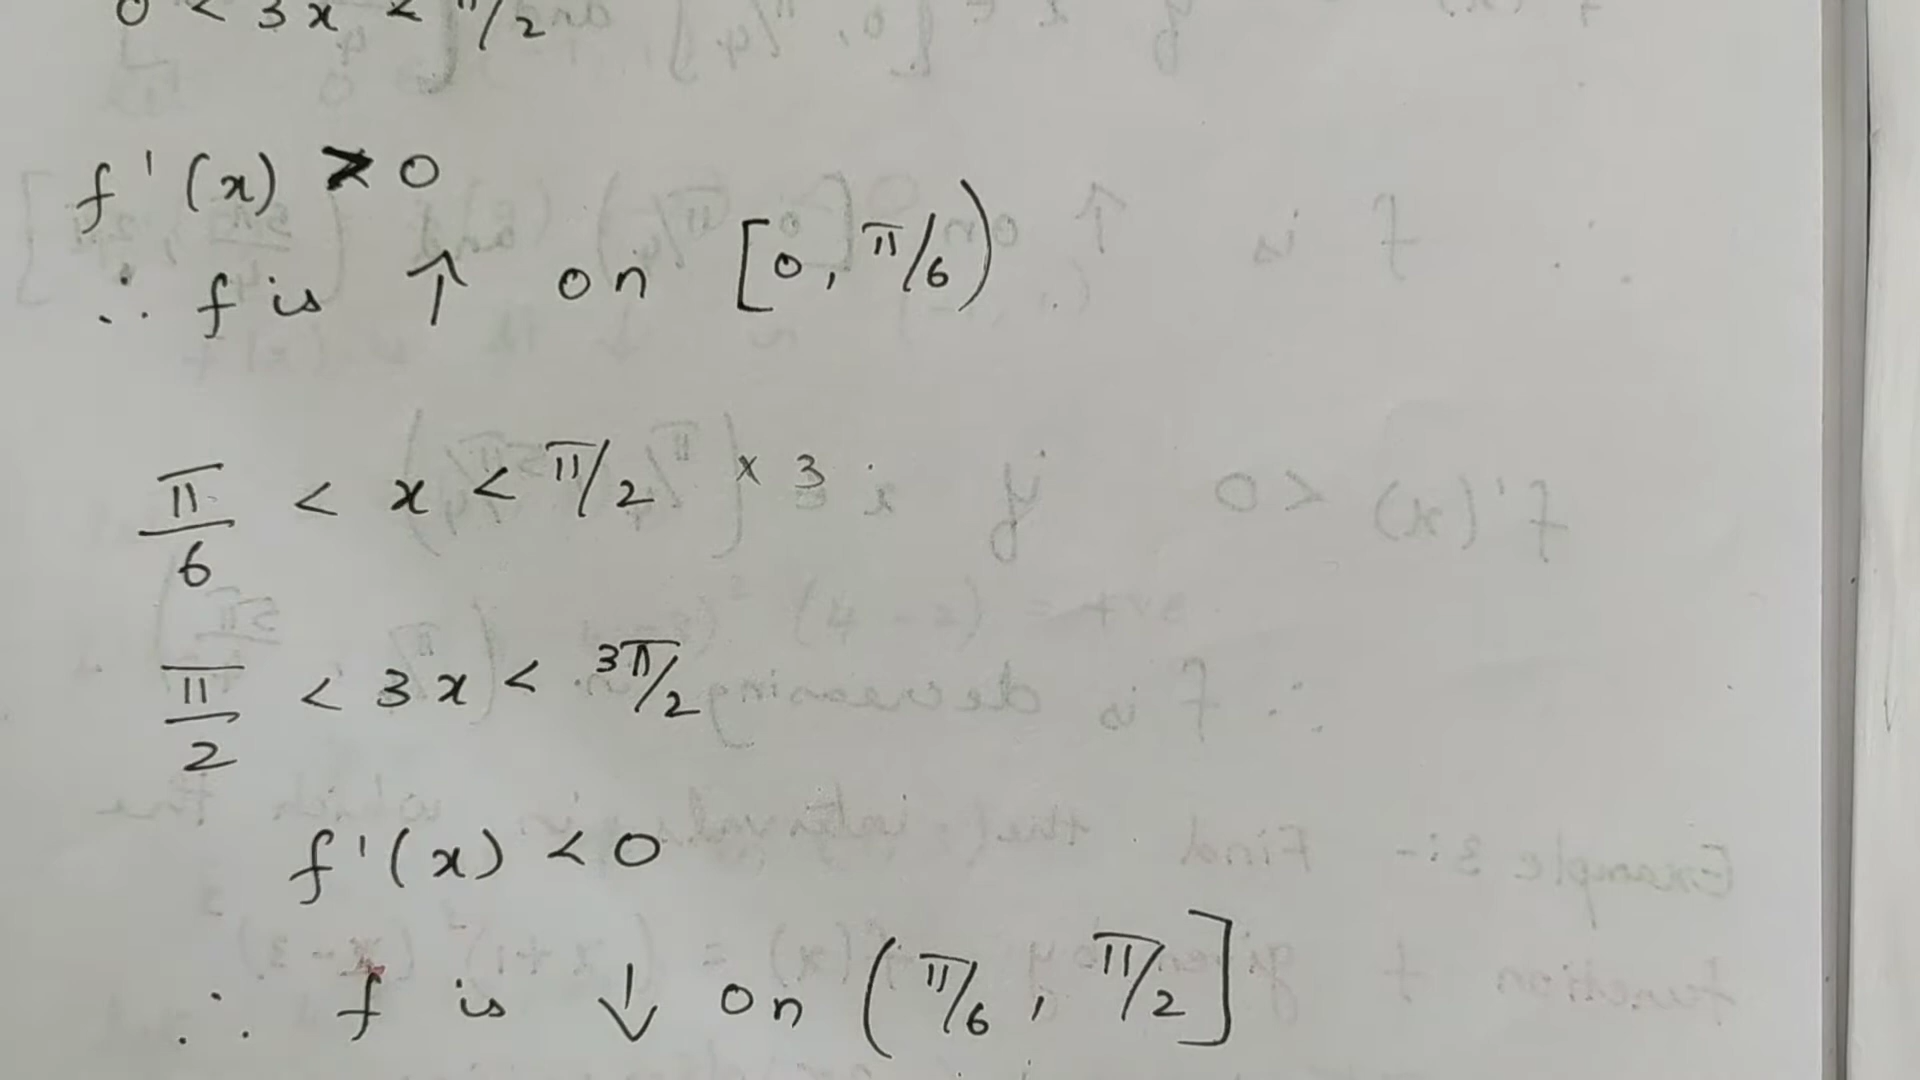 0 < 3x < π/2
f'(x) > 0
∴ f is ↑ on [0, π/6)
π/6 < x < π/2 × 3
π/2 < 3x < 3π/2
f'(x) < 0
∴ f is ↓ on (π/6, π/2]